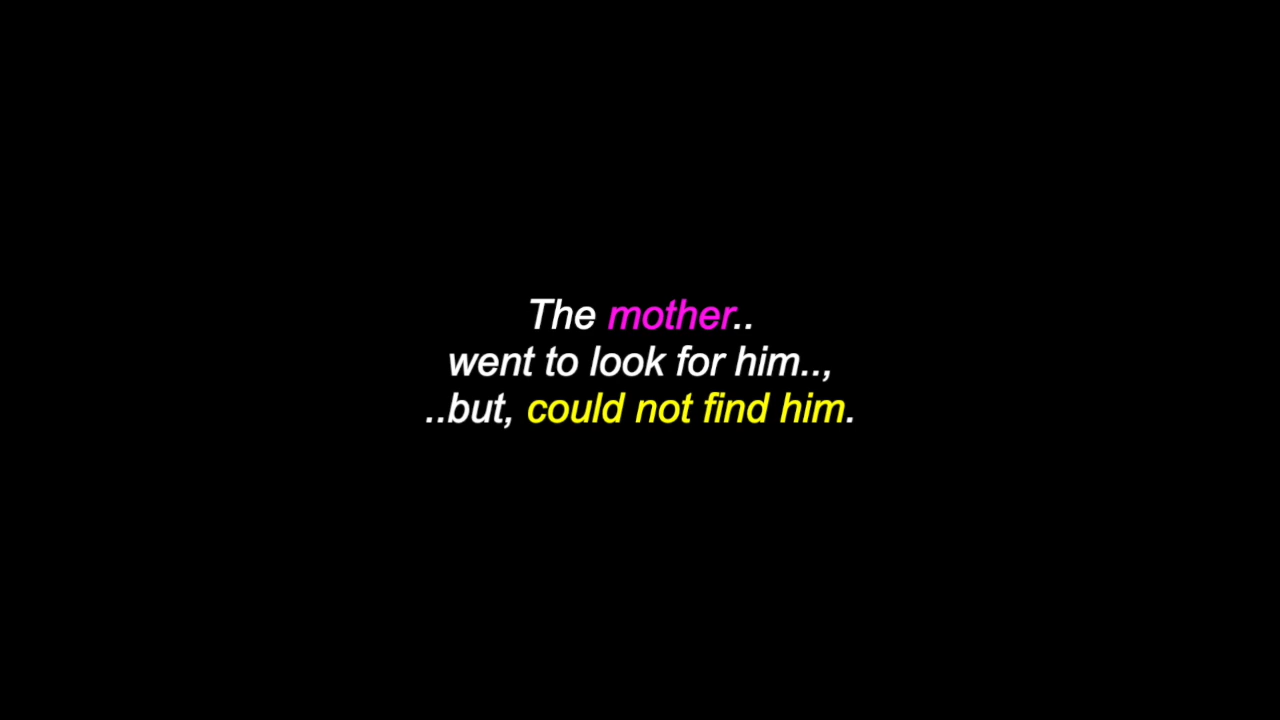 The mother..
went to look for him..,
..but, could not find him.